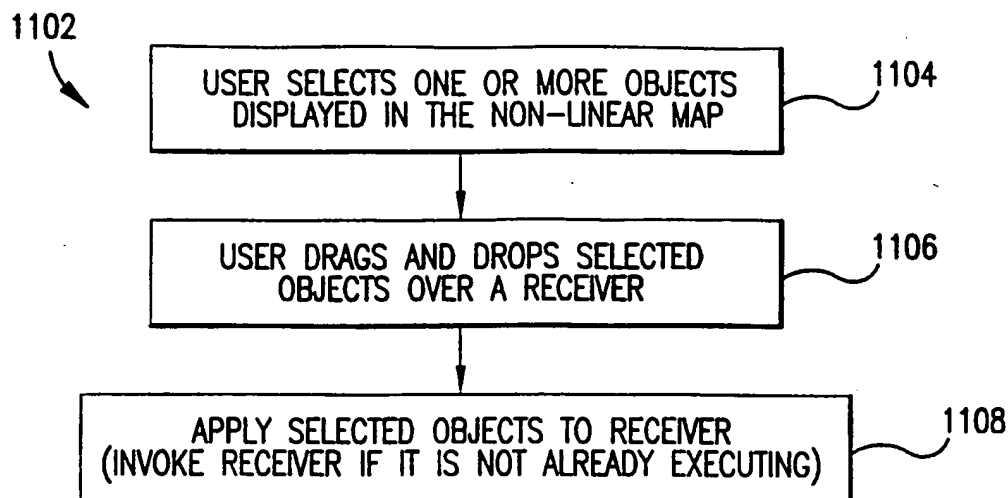 1102
USER SELECTS ONE OR MORE OBJECTS
DISPLAYED IN THE NON-LINEAR MAP
1104
USER DRAGS AND DROPS SELECTED
OBJECTS OVER A RECEIVER
1106
APPLY SELECTED OBJECTS TO RECEIVER
(INVOKE RECEIVER IF IT IS NOT ALREADY EXECUTING)
1108